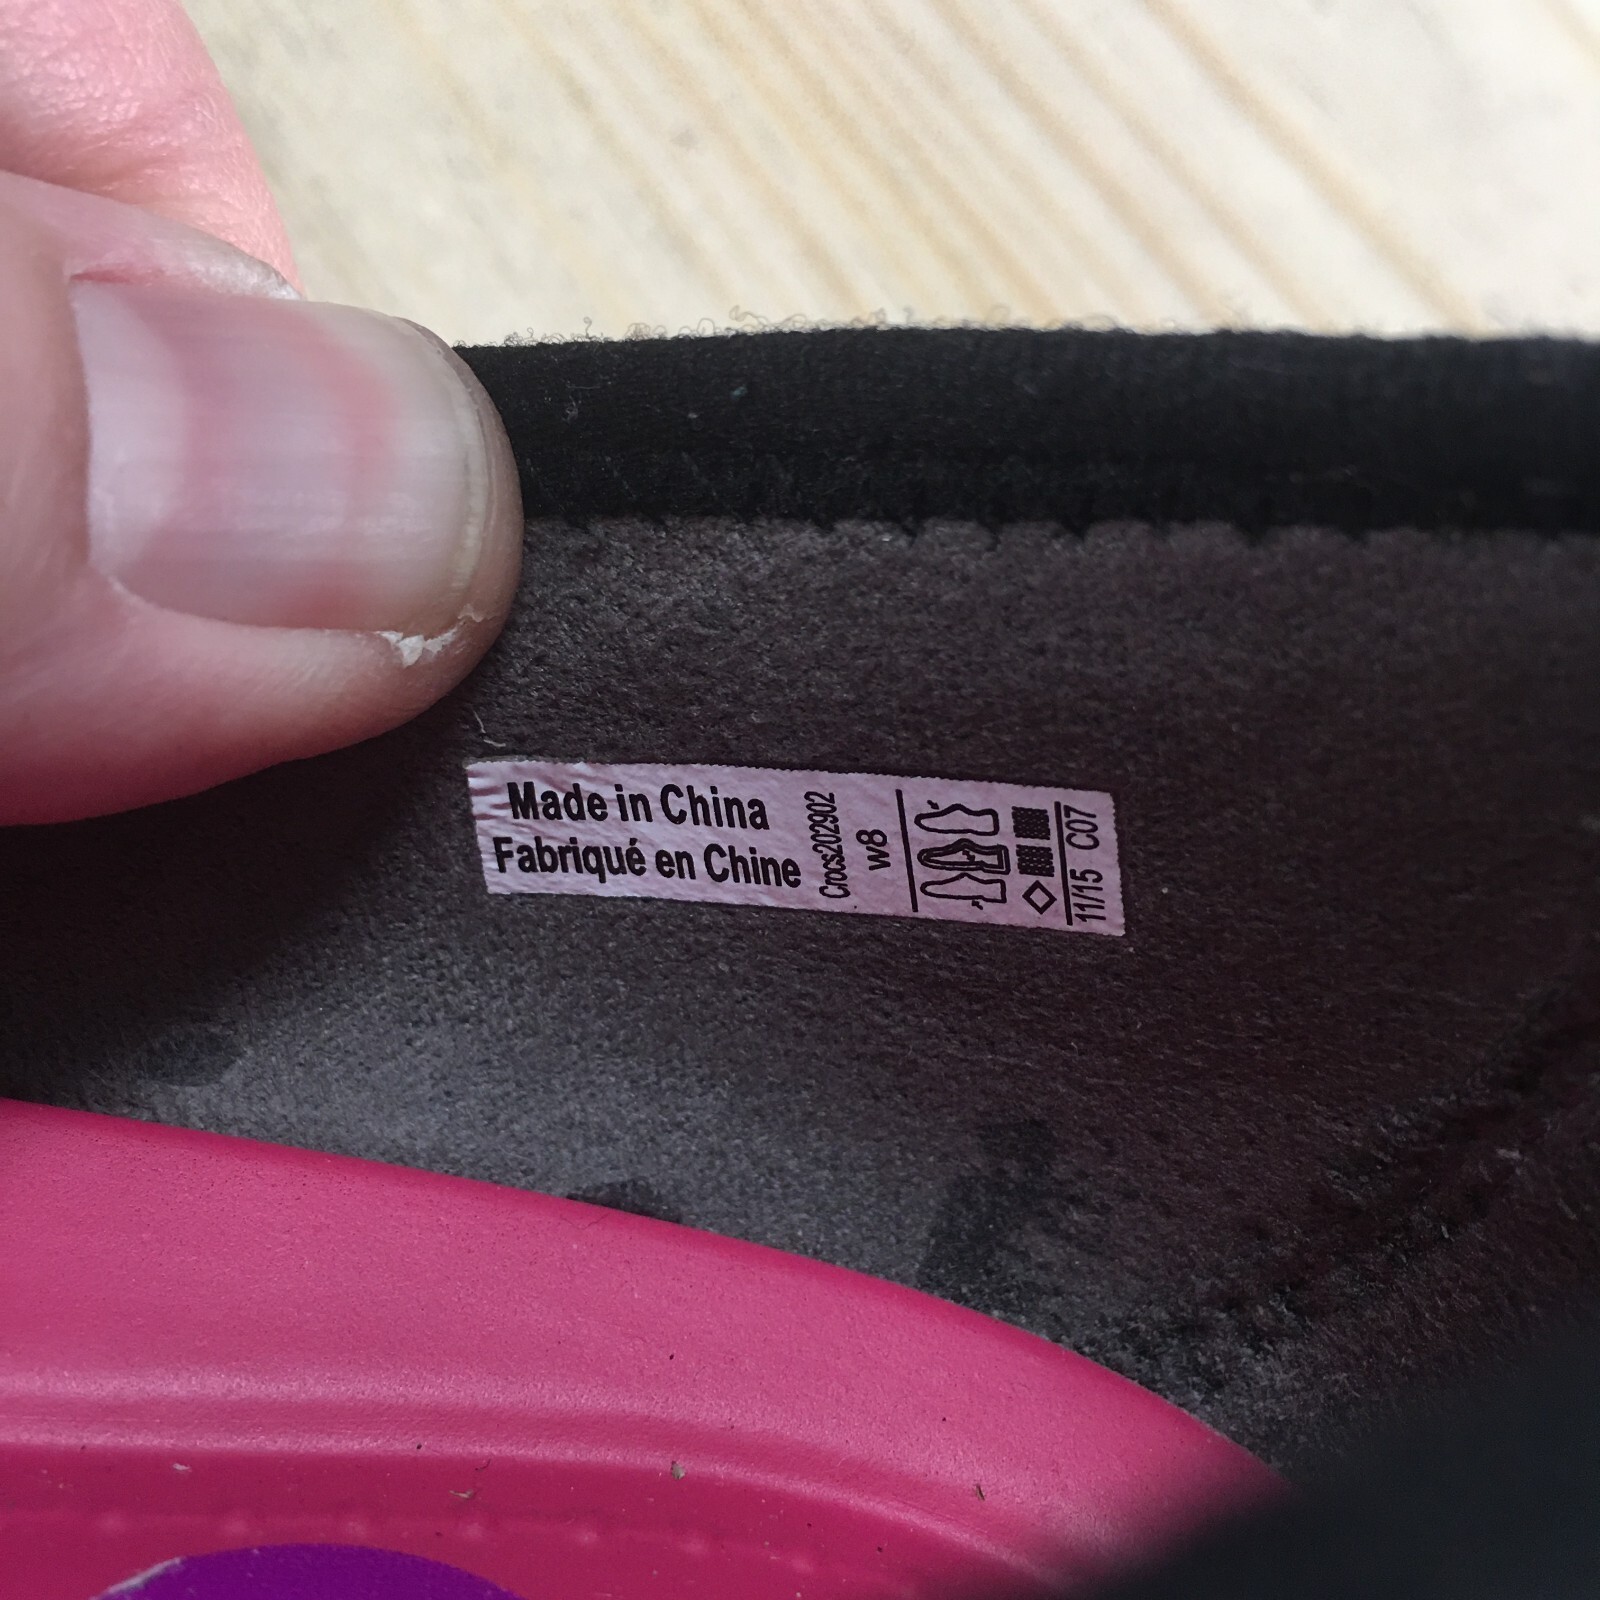 Made in China
Fabriqué en Chine
Crocs202902
w8
11/15 C07